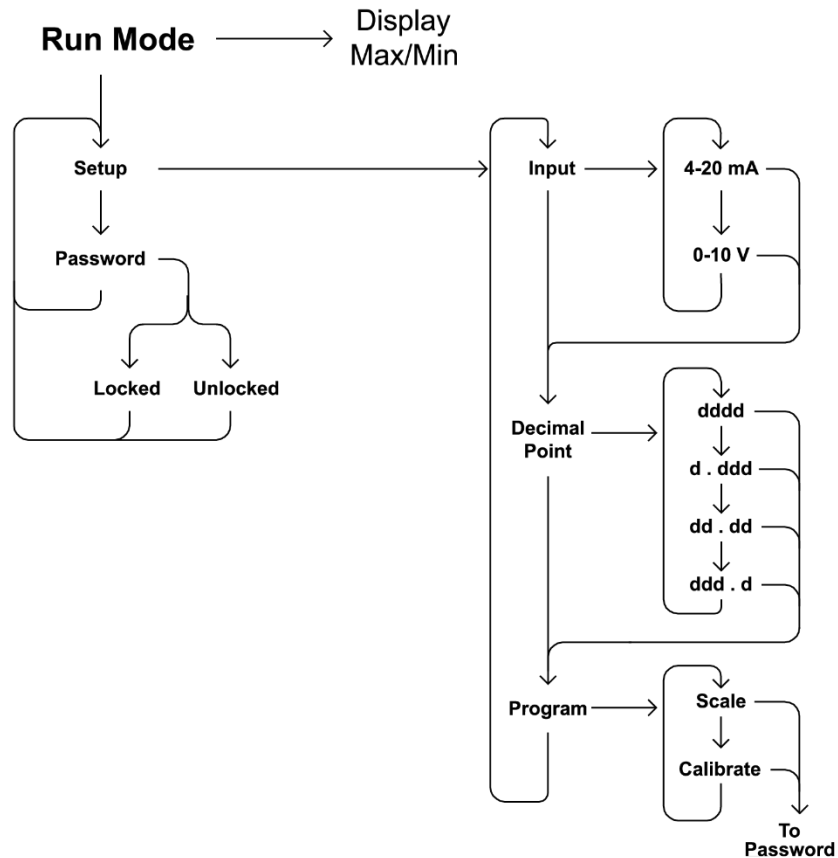 Run Mode
Display
Max/Min
Setup
Password
Locked
Unlocked
Input
4-20 mA
0-10 V
Decimal
Point
dddd
d . ddd
dd . dd
ddd . d
Program
Scale
Calibrate
To
Password